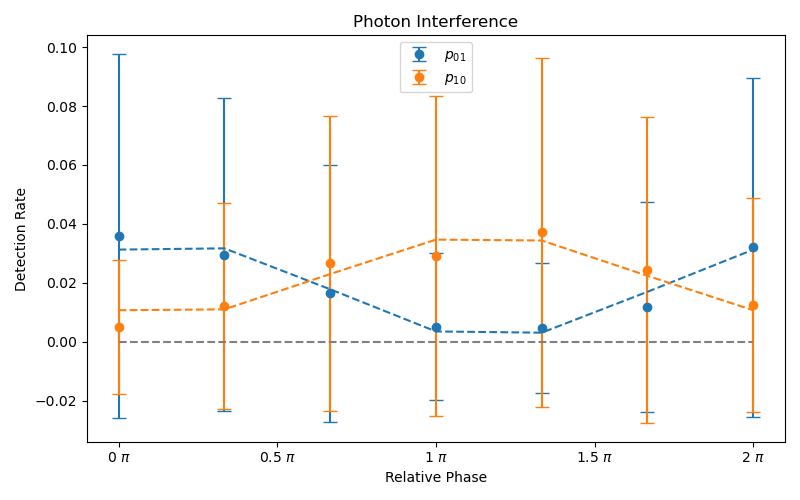 Photon Interference
p01
p10
Detection Rate
0.10
0.08
0.06
0.04
0.02
0.00
−0.02
0 π
0.5 π
1 π
1.5 π
2 π
Relative Phase